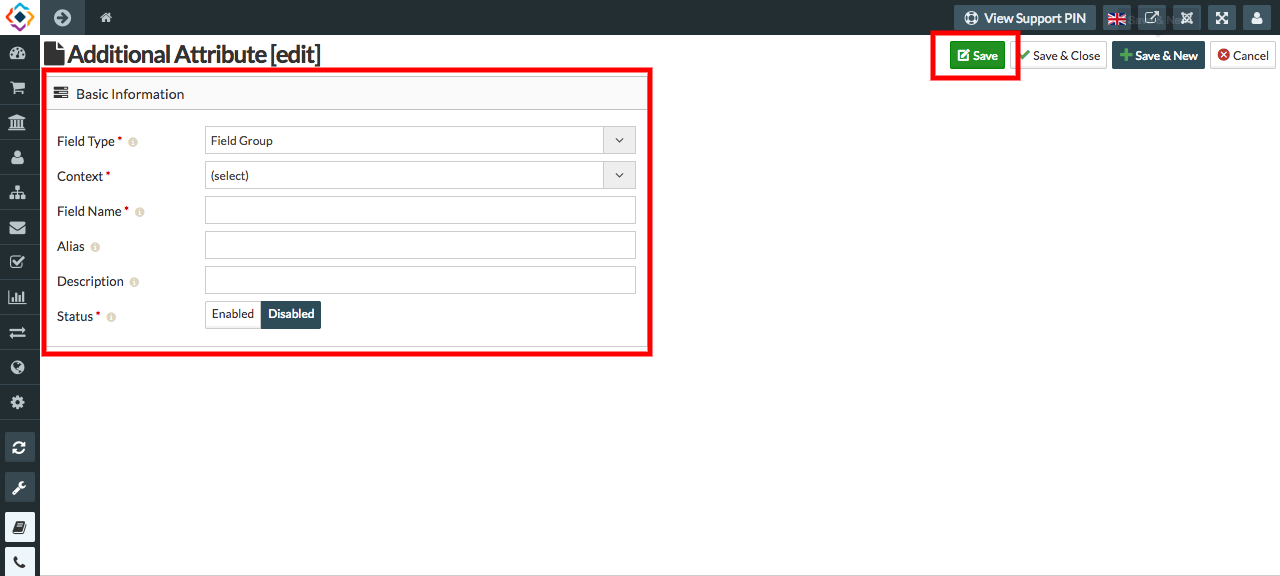 View Support PIN
Additional Attribute [edit]
Save
Save & Close
Save & New
Cancel
Basic Information
Field Type *
Field Group
Context *
(select)
Field Name *
Alias
Description
Status *
Enabled
Disabled